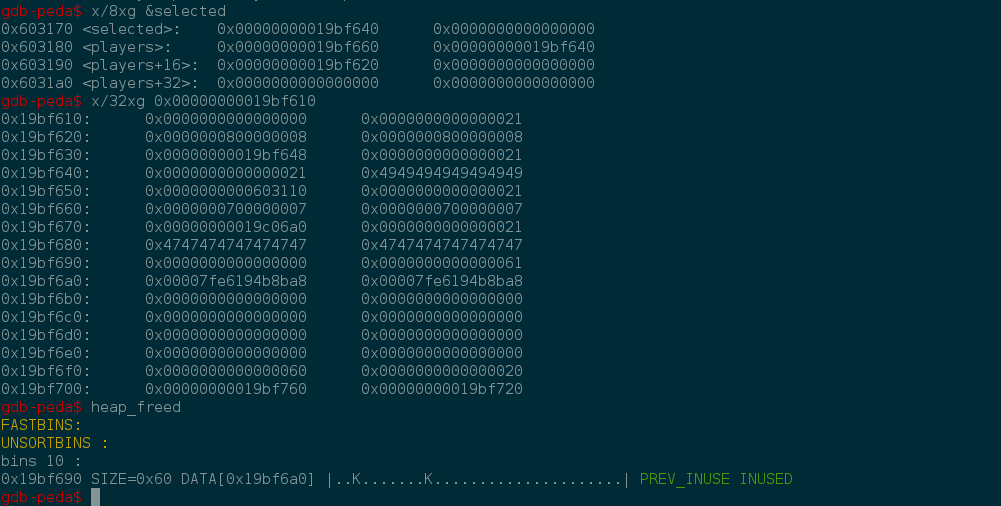 gdb-peda$ x/8xg &selected
0x603170 <selected>: 0x00000000019bf640 0x0000000000000000
0x603180 <players>: 0x00000000019bf660 0x00000000019bf640
0x603190 <players+16>: 0x00000000019bf620 0x0000000000000000
0x6031a0 <players+32>: 0x0000000000000000 0x0000000000000000
gdb-peda$ x/32xg 0x00000000019bf610
0x19bf610: 0x0000000000000000 0x0000000000000021
0x19bf620: 0x0000000800000008 0x0000000800000008
0x19bf630: 0x00000000019bf648 0x0000000000000021
0x19bf640: 0x0000000000000021 0x4949494949494949
0x19bf650: 0x0000000000603110 0x0000000000000021
0x19bf660: 0x0000000700000007 0x0000000700000007
0x19bf670: 0x00000000019c06a0 0x0000000000000021
0x19bf680: 0x4747474747474747 0x4747474747474747
0x19bf690: 0x0000000000000000 0x0000000000000061
0x19bf6a0: 0x00007fe6194b8ba8 0x00007fe6194b8ba8
0x19bf6b0: 0x0000000000000000 0x0000000000000000
0x19bf6c0: 0x0000000000000000 0x0000000000000000
0x19bf6d0: 0x0000000000000000 0x0000000000000000
0x19bf6e0: 0x0000000000000000 0x0000000000000000
0x19bf6f0: 0x0000000000000060 0x0000000000000020
0x19bf700: 0x00000000019bf760 0x00000000019bf720
gdb-peda$ heap_freed
FASTBINS:
UNSORTBINS :
bins 10 :
0x19bf690 SIZE=0x60 DATA[0x19bf6a0] |..K.......K.....................| PREV_INUSE INUSED
gdb-peda$